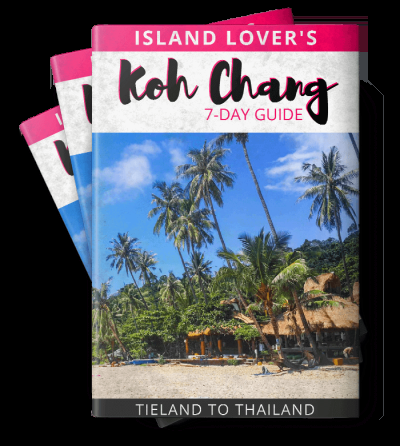 ISLAND LOVER'S
Koh Chang
7-DAY GUIDE
TIELAND TO THAILAND